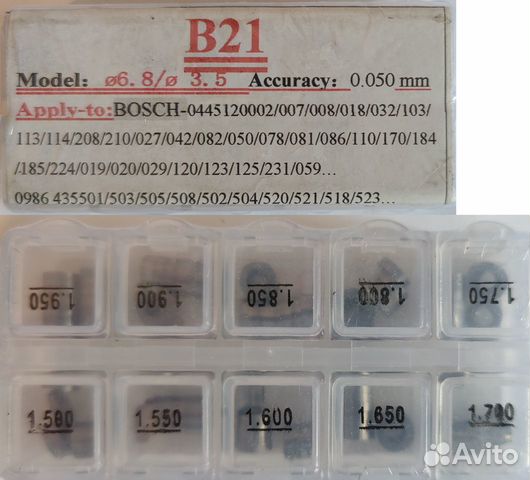 B21
Model: ø6.8/ø 3.5 Accuracy: 0.050 mm
Apply-to:BOSCH-0445120002/007/008/018/032/103/
113/114/208/210/027/042/082/050/078/081/086/110/170/184
/185/224/019/020/029/120/123/125/231/059...
0986 435501/503/505/508/502/504/520/521/518/523...
1.950 1.900 1.850 1.800 1.750
1.500 1.550 1.600 1.650 1.700
Avito